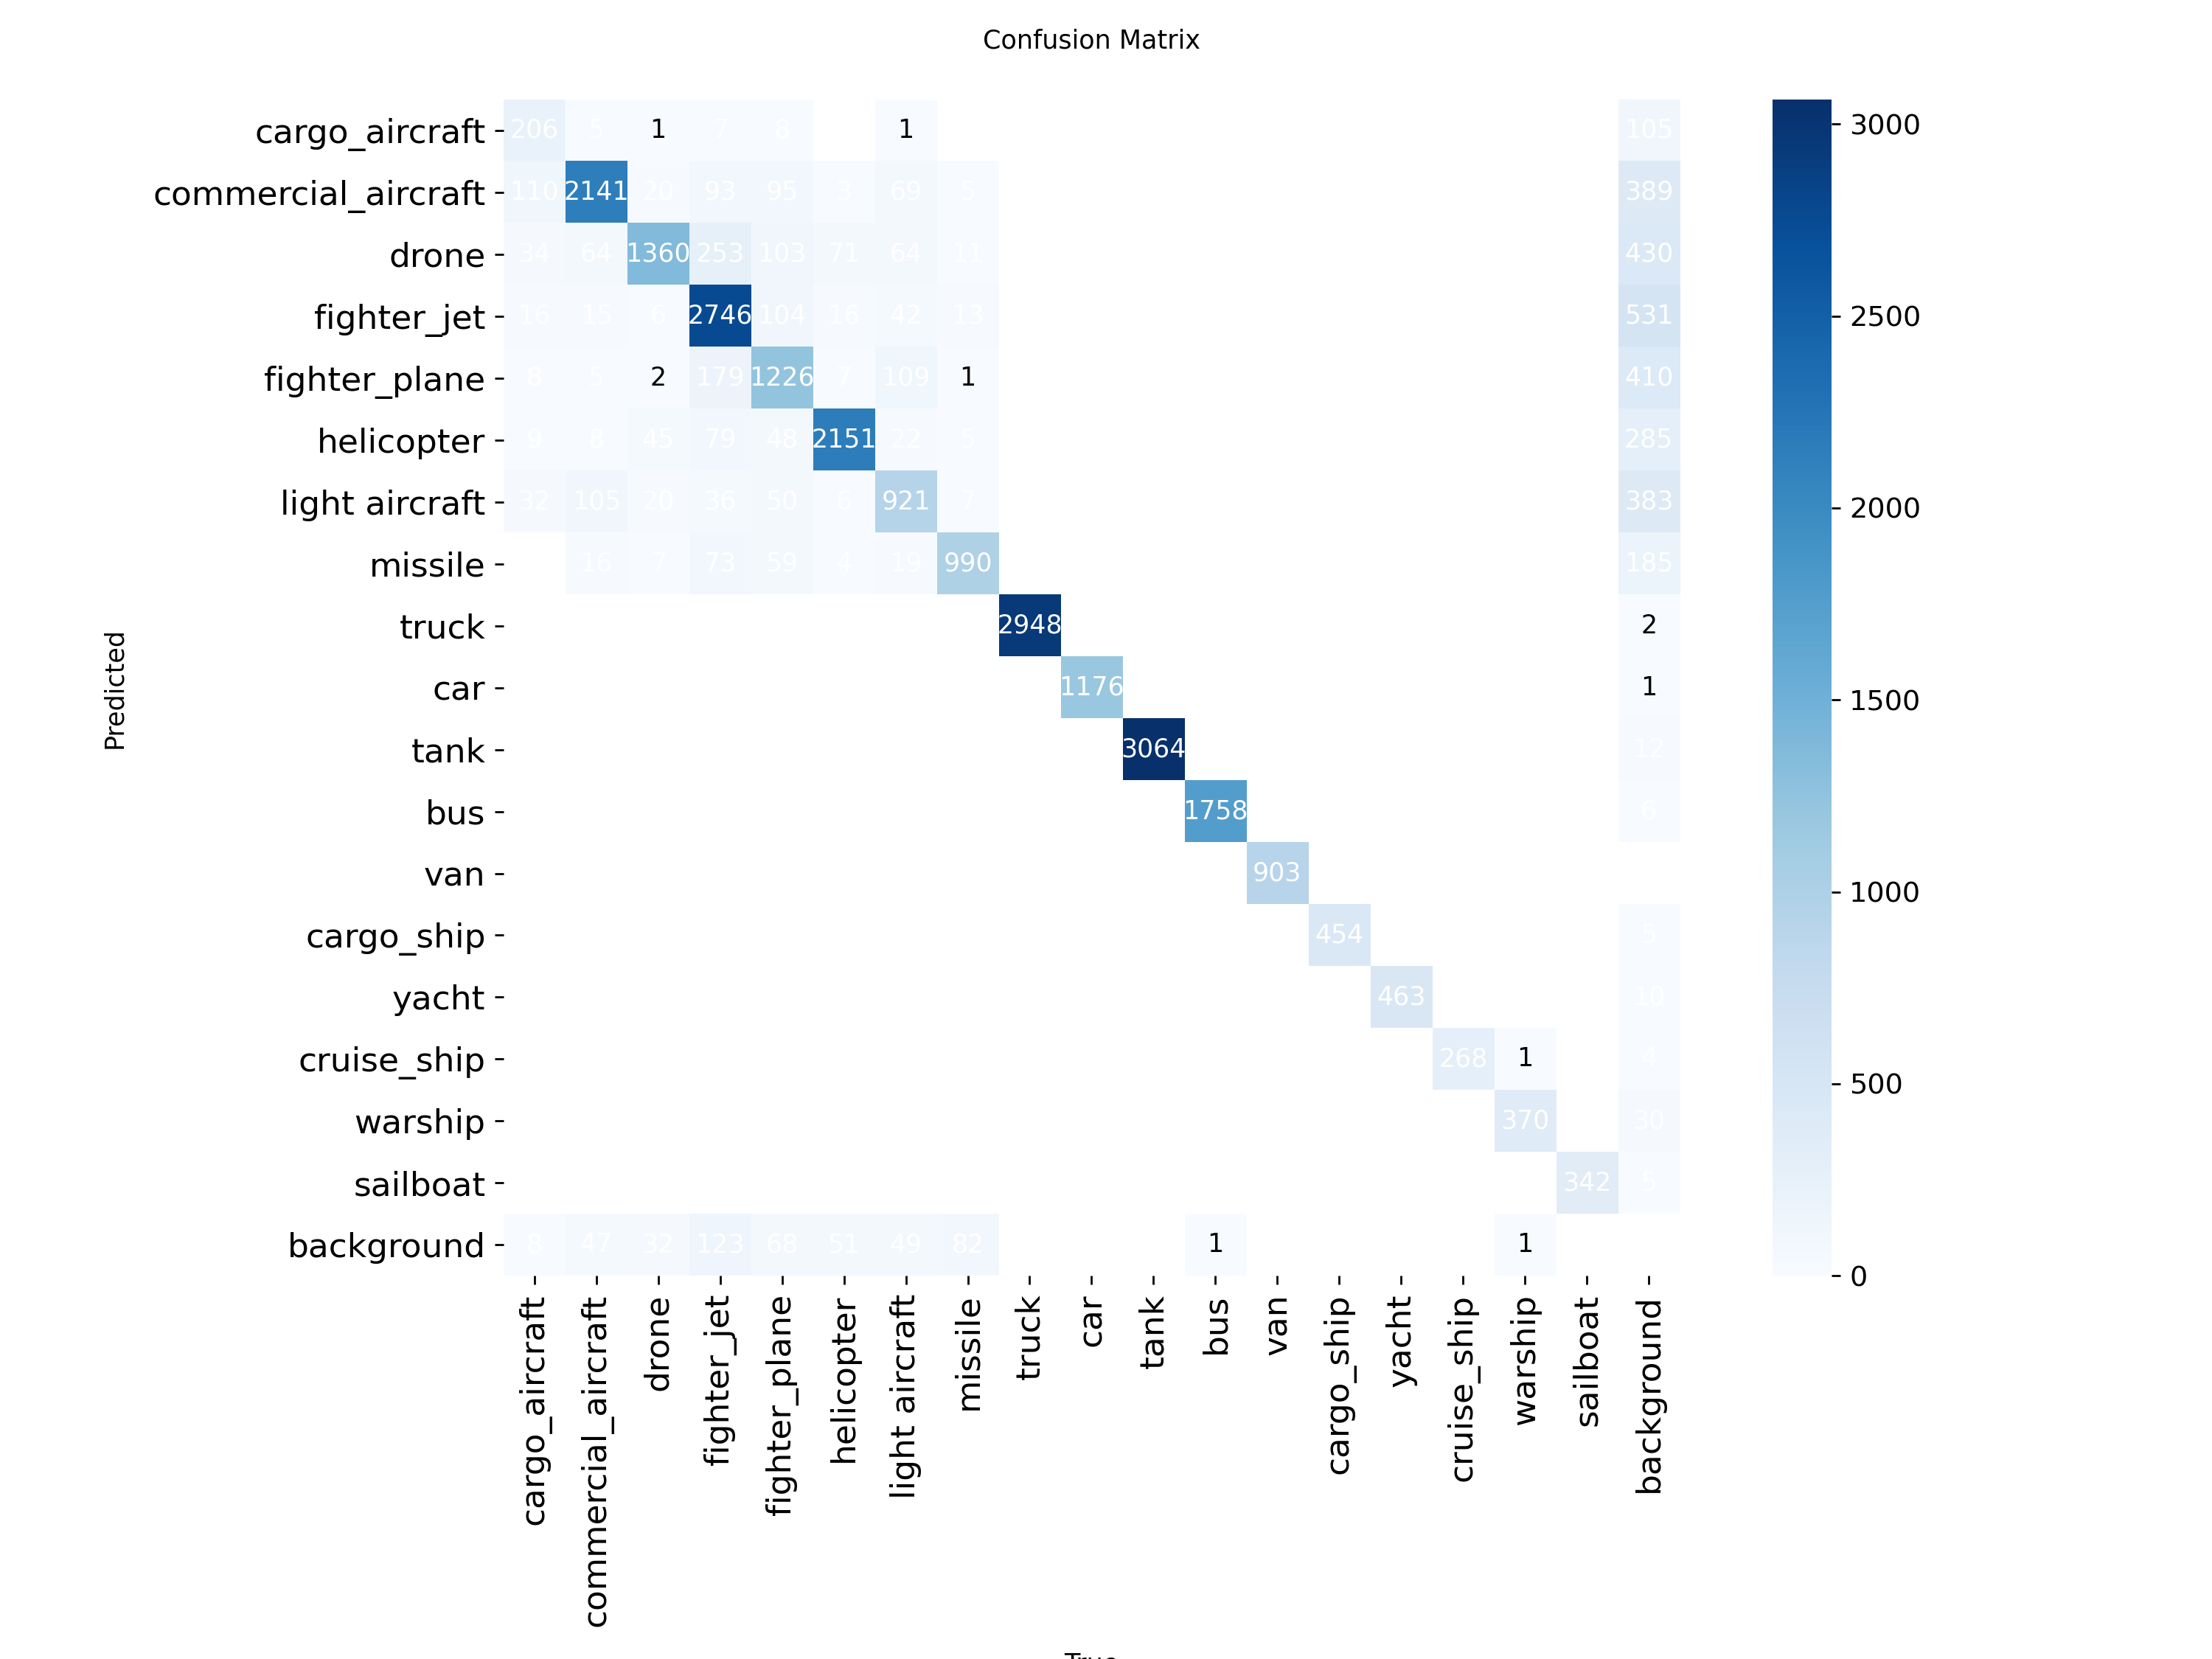 Confusion Matrix
cargo_aircraft 206 5 1 7 8 1 105
commercial_aircraft 110 2141 20 93 95 3 69 5 389
drone 34 64 1360 253 103 71 64 11 430
fighter_jet 16 15 6 2746 104 16 42 13 531
fighter_plane 8 5 2 179 1226 7 109 1 410
helicopter 9 8 45 79 48 2151 22 5 285
light aircraft 32 105 20 36 50 6 921 7 383
missile 16 7 73 59 4 19 990 185
truck 2948 2
car 1176 1
tank 3064 12
bus 1758 6
van 903
cargo_ship 454 5
yacht 463 10
cruise_ship 268 1 4
warship 370 30
sailboat 342 5
background 8 47 32 123 68 51 49 82 1 1
Predicted
cargo_aircraft
commercial_aircraft
drone
fighter_jet
fighter_plane
helicopter
light aircraft
missile
truck
car
tank
bus
van
cargo_ship
yacht
cruise_ship
warship
sailboat
background
True
3000
2500
2000
1500
1000
500
0